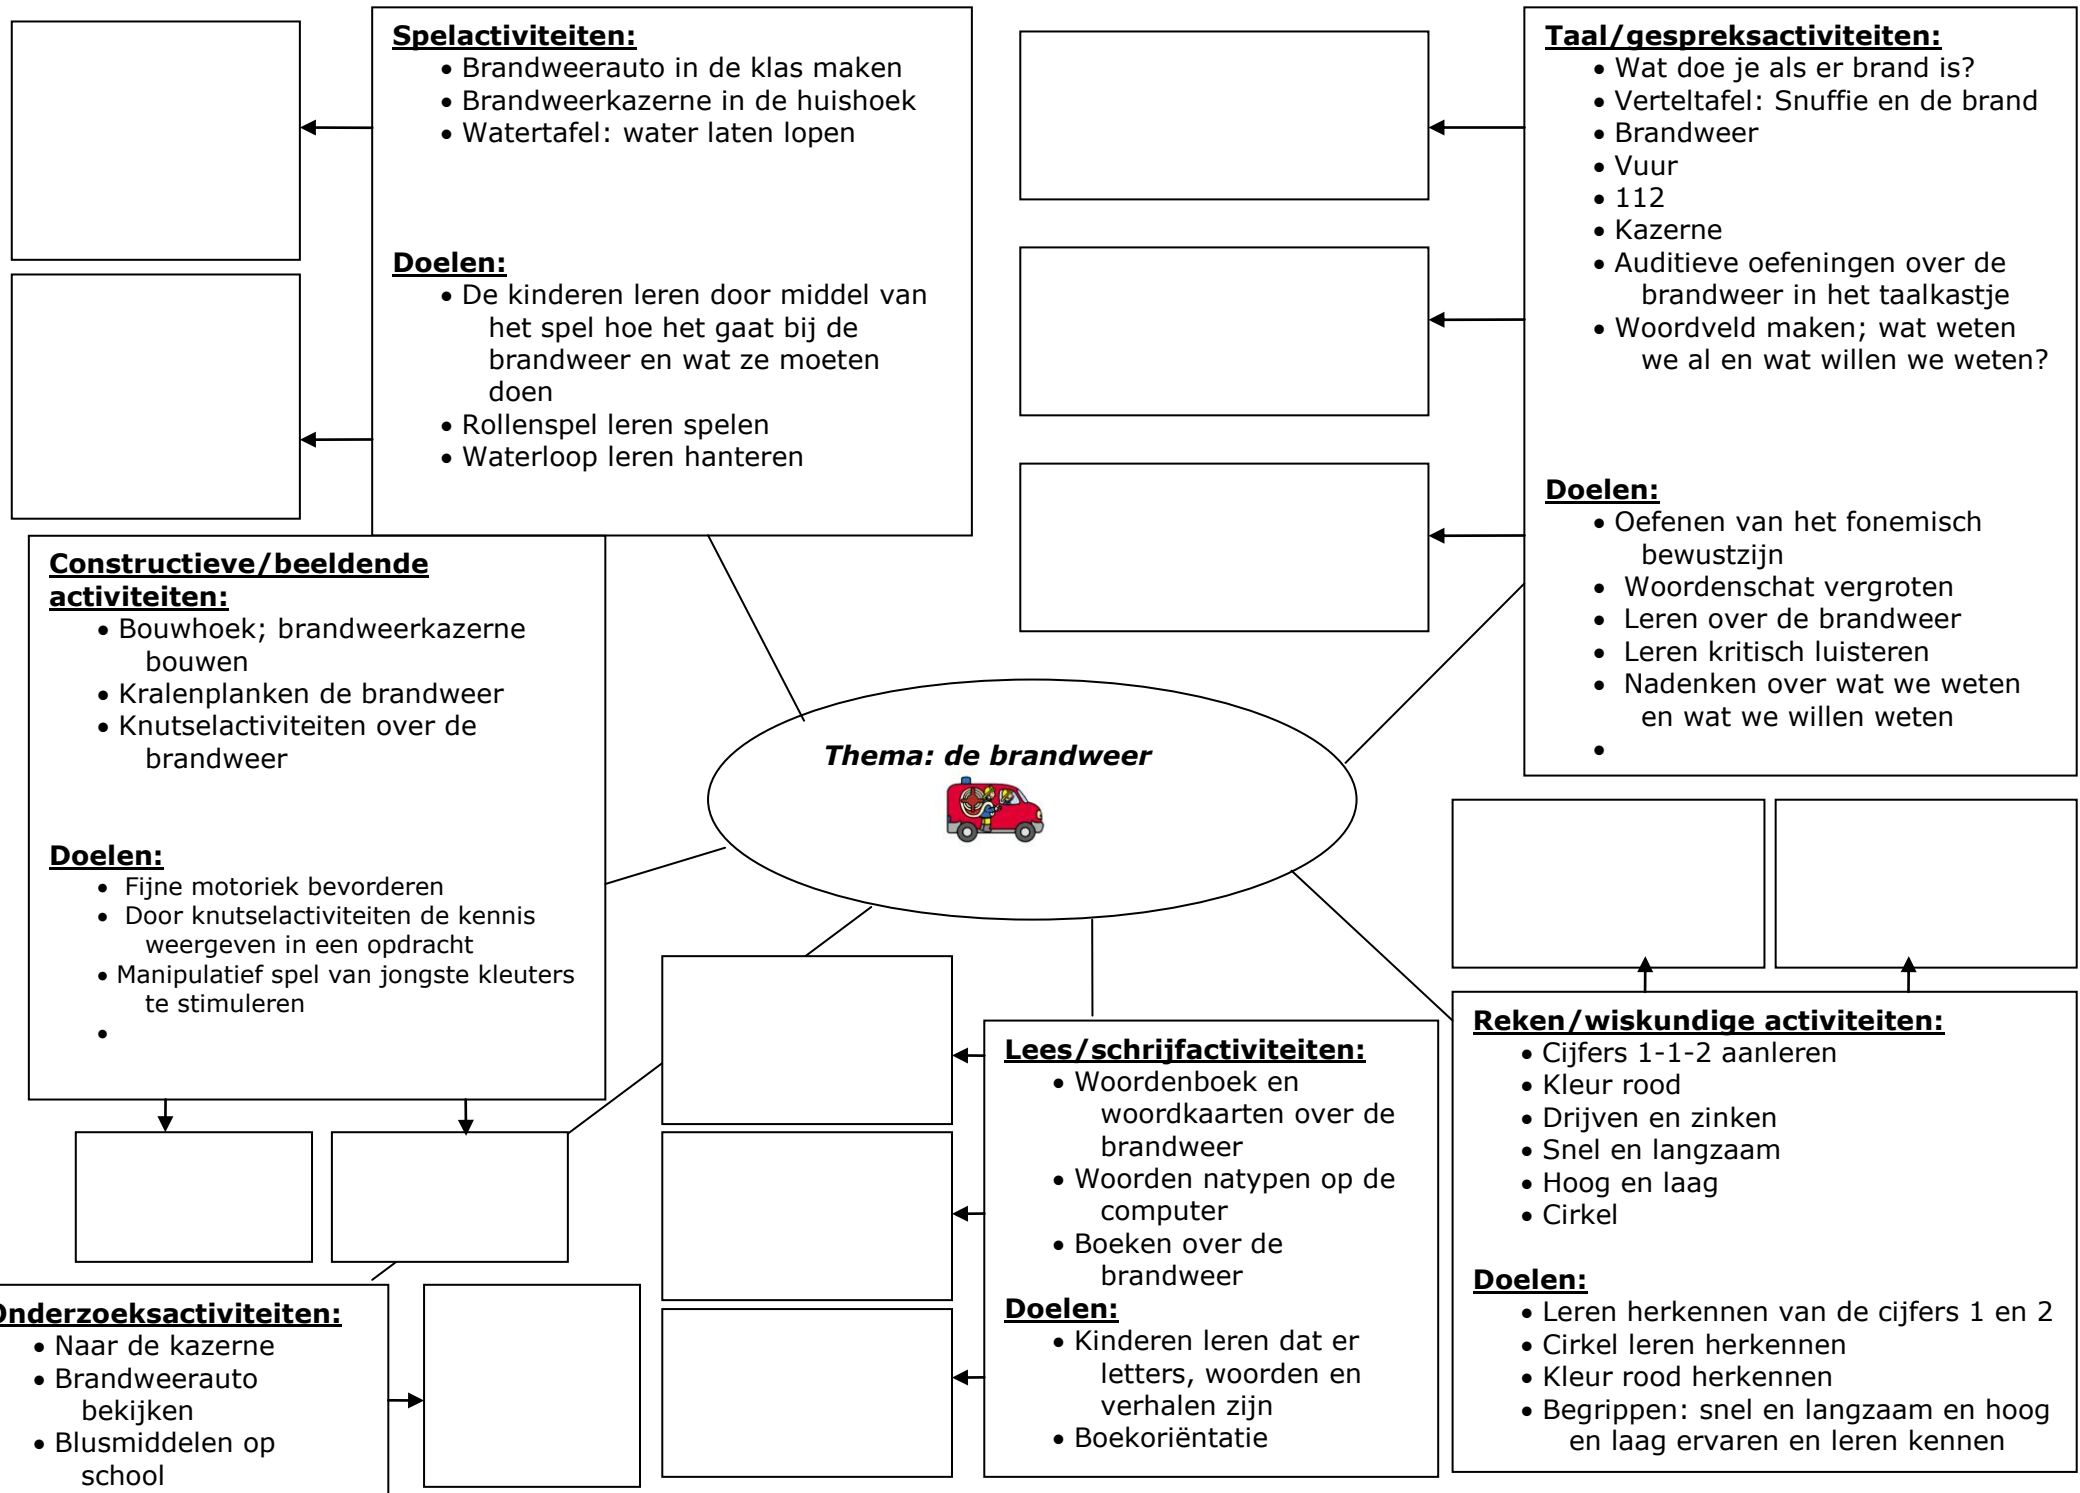 Spelactiviteiten:
• Brandweerauto in de klas maken
• Brandweerkazerne in de huishoek
• Watertafel: water laten lopen
Doelen:
• De kinderen leren door middel van
het spel hoe het gaat bij de
brandweer en wat ze moeten
doen
• Rollenspel leren spelen
• Waterloop leren hanteren
Taal/gespreksactiviteiten:
• Wat doe je als er brand is?
• Verteltafel: Snuffie en de brand
• Brandweer
• Vuur
• 112
• Kazerne
• Auditieve oefeningen over de
brandweer in het taalkastje
• Woordveld maken; wat weten
we al en wat willen we weten?
Doelen:
• Oefenen van het fonemisch
bewustzijn
• Woordenschat vergroten
• Leren over de brandweer
• Leren kritisch luisteren
• Nadenken over wat we weten
en wat we willen weten
•
Constructieve/beeldende
activiteiten:
• Bouwhoek; brandweerkazerne
bouwen
• Kralenplanken de brandweer
• Knutselactiviteiten over de
brandweer
Doelen:
• Fijne motoriek bevorderen
• Door knutselactiviteiten de kennis
weergeven in een opdracht
• Manipulatief spel van jongste kleuters
te stimuleren
•
Thema: de brandweer
Lees/schrijfactiviteiten:
• Woordenboek en
woordkaarten over de
brandweer
• Woorden natypen op de
computer
• Boeken over de
brandweer
Doelen:
• Kinderen leren dat er
letters, woorden en
verhalen zijn
• Boekoriëntatie
Reken/wiskundige activiteiten:
• Cijfers 1-1-2 aanleren
• Kleur rood
• Drijven en zinken
• Snel en langzaam
• Hoog en laag
• Cirkel
Doelen:
• Leren herkennen van de cijfers 1 en 2
• Cirkel leren herkennen
• Kleur rood herkennen
• Begrippen: snel en langzaam en hoog
en laag ervaren en leren kennen
Onderzoeksactiviteiten:
• Naar de kazerne
• Brandweerauto
bekijken
• Blusmiddelen op
school